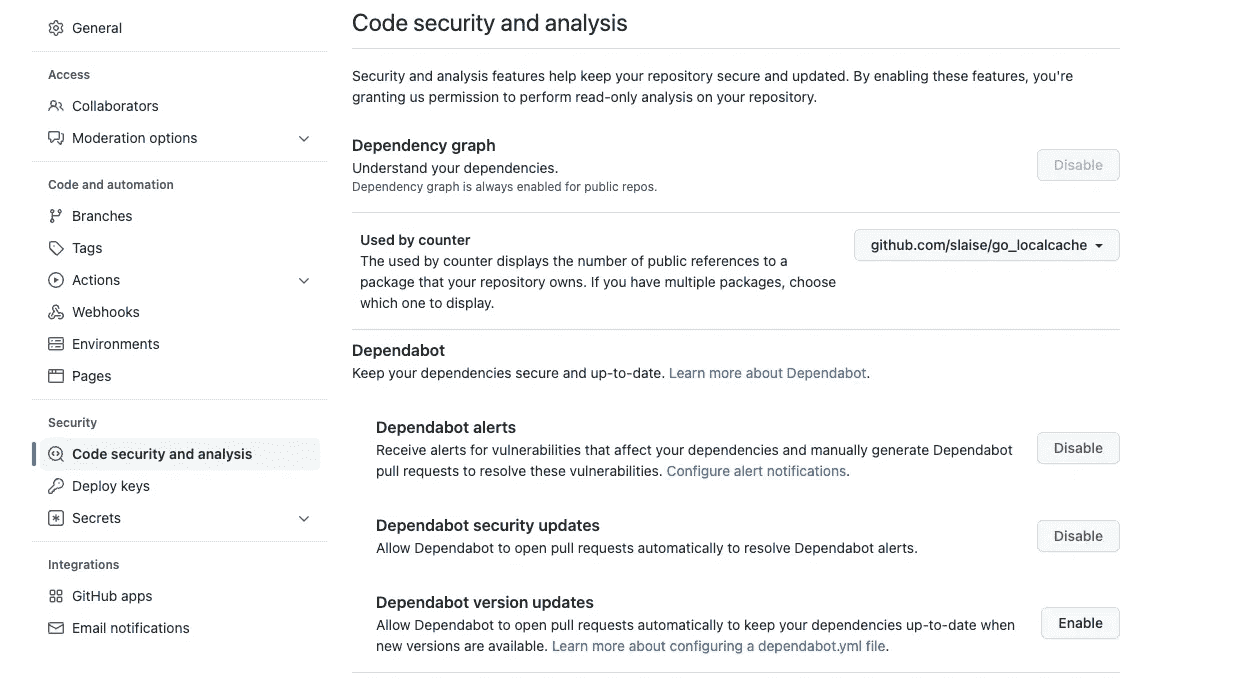 General
Access
Collaborators
Moderation options
Code and automation
Branches
Tags
Actions
Webhooks
Environments
Pages
Security
Code security and analysis
Deploy keys
Secrets
Integrations
GitHub apps
Email notifications
Code security and analysis
Security and analysis features help keep your repository secure and updated. By enabling these features, you're
granting us permission to perform read-only analysis on your repository.
Dependency graph
Understand your dependencies.
Dependency graph is always enabled for public repos.
Disable
Used by counter
The used by counter displays the number of public references to a
package that your repository owns. If you have multiple packages, choose
which one to display.
github.com/slaise/go_localcache
Dependabot
Keep your dependencies secure and up-to-date. Learn more about Dependabot.
Dependabot alerts
Receive alerts for vulnerabilities that affect your dependencies and manually generate Dependabot
pull requests to resolve these vulnerabilities. Configure alert notifications.
Disable
Dependabot security updates
Allow Dependabot to open pull requests automatically to resolve Dependabot alerts.
Disable
Dependabot version updates
Allow Dependabot to open pull requests automatically to keep your dependencies up-to-date when
new versions are available. Learn more about configuring a dependabot.yml file.
Enable